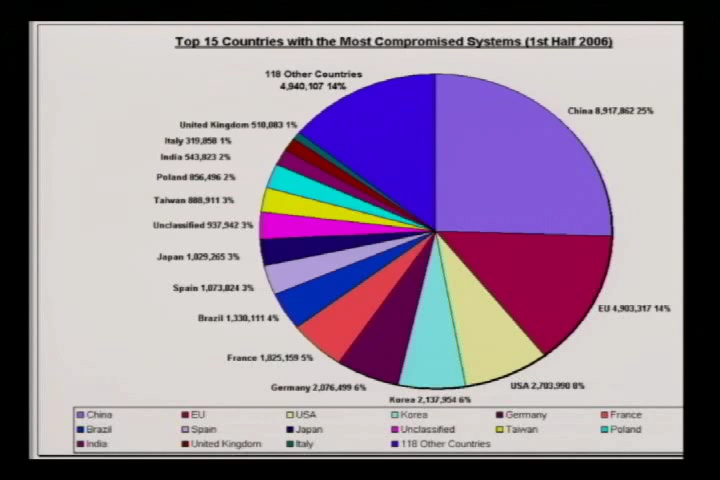 Top 15 Countries with the Most Compromised Systems (1st Half 2006)
118 Other Countries
4,940,107 14%
China 8,917,862 25%
United Kingdom 518,083 1%
Italy 319,858 1%
India 543,823 2%
Poland 856,496 2%
Taiwan 888,911 3%
Unclassified 937,942 3%
Japan 1,029,265 3%
Spain 1,073,824 3%
Brazil 1,330,111 4%
EU 4,903,317 14%
France 1,825,159 5%
Germany 2,076,499 6%
USA 2,703,990 8%
Korea 2,137,954 6%
China EU USA Korea Germany France
Brazil Spain Japan Unclassified Taiwan Poland
India United Kingdom Italy 118 Other Countries